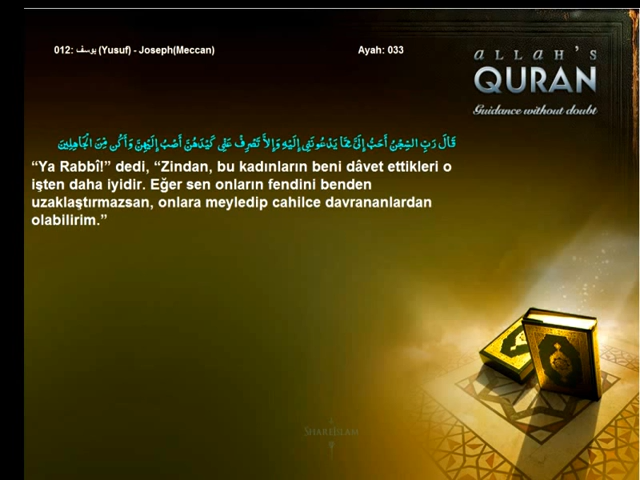 012: يوسف (Yusuf) - Joseph(Meccan)
Ayah: 033
ALLAH'S
QURAN
Guidance without doubt
قَالَ رَبِّ السِّجْنُ أَحَبُّ إِلَيَّ مِمَّا يَدْعُونَنِي إِلَيْهِ وَإِلاَّ تَصْرِفْ عَنِّي كَيْدَهُنَّ أَصْبُ إِلَيْهِنَّ وَأَكُن مِّنَ الْجَاهِلِينَ
“Ya Rabbî!” dedi, “Zindan, bu kadınların beni dâvet ettikleri o
işten daha iyidir. Eğer sen onların fendini benden
uzaklaştırmazsan, onlara meyledip cahilce davrananlardan
olabilirim.”
SHAREISLAM